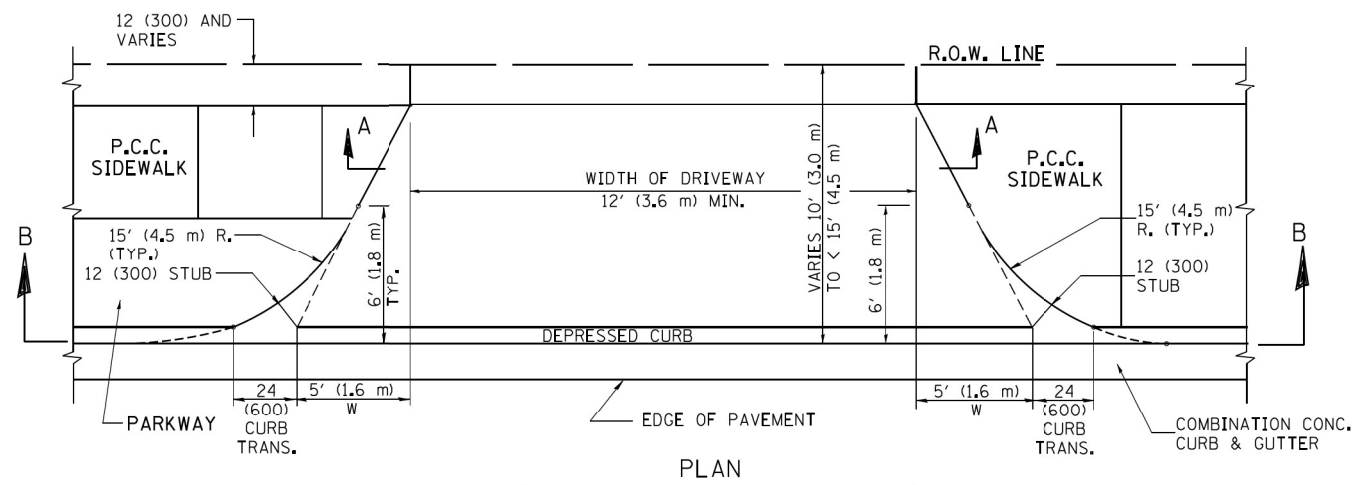 12 (300) AND
VARIES
R.O.W. LINE
A
A
P.C.C.
SIDEWALK
P.C.C.
SIDEWALK
WIDTH OF DRIVEWAY
12' (3.6 m) MIN.
VARIES 10' (3.0 m)
TO < 15' (4.5 m)
B
15' (4.5 m) R.
(TYP.)
12 (300) STUB
6' (1.8 m)
TYP.
6' (1.8 m)
15' (4.5 m)
R. (TYP.)
12 (300)
STUB
B
DEPRESSED CURB
24
(600)
CURB
TRANS.
5' (1.6 m)
W
5' (1.6 m)
W
24
(600)
CURB
TRANS.
PARKWAY
EDGE OF PAVEMENT
COMBINATION CONC.
CURB & GUTTER
PLAN